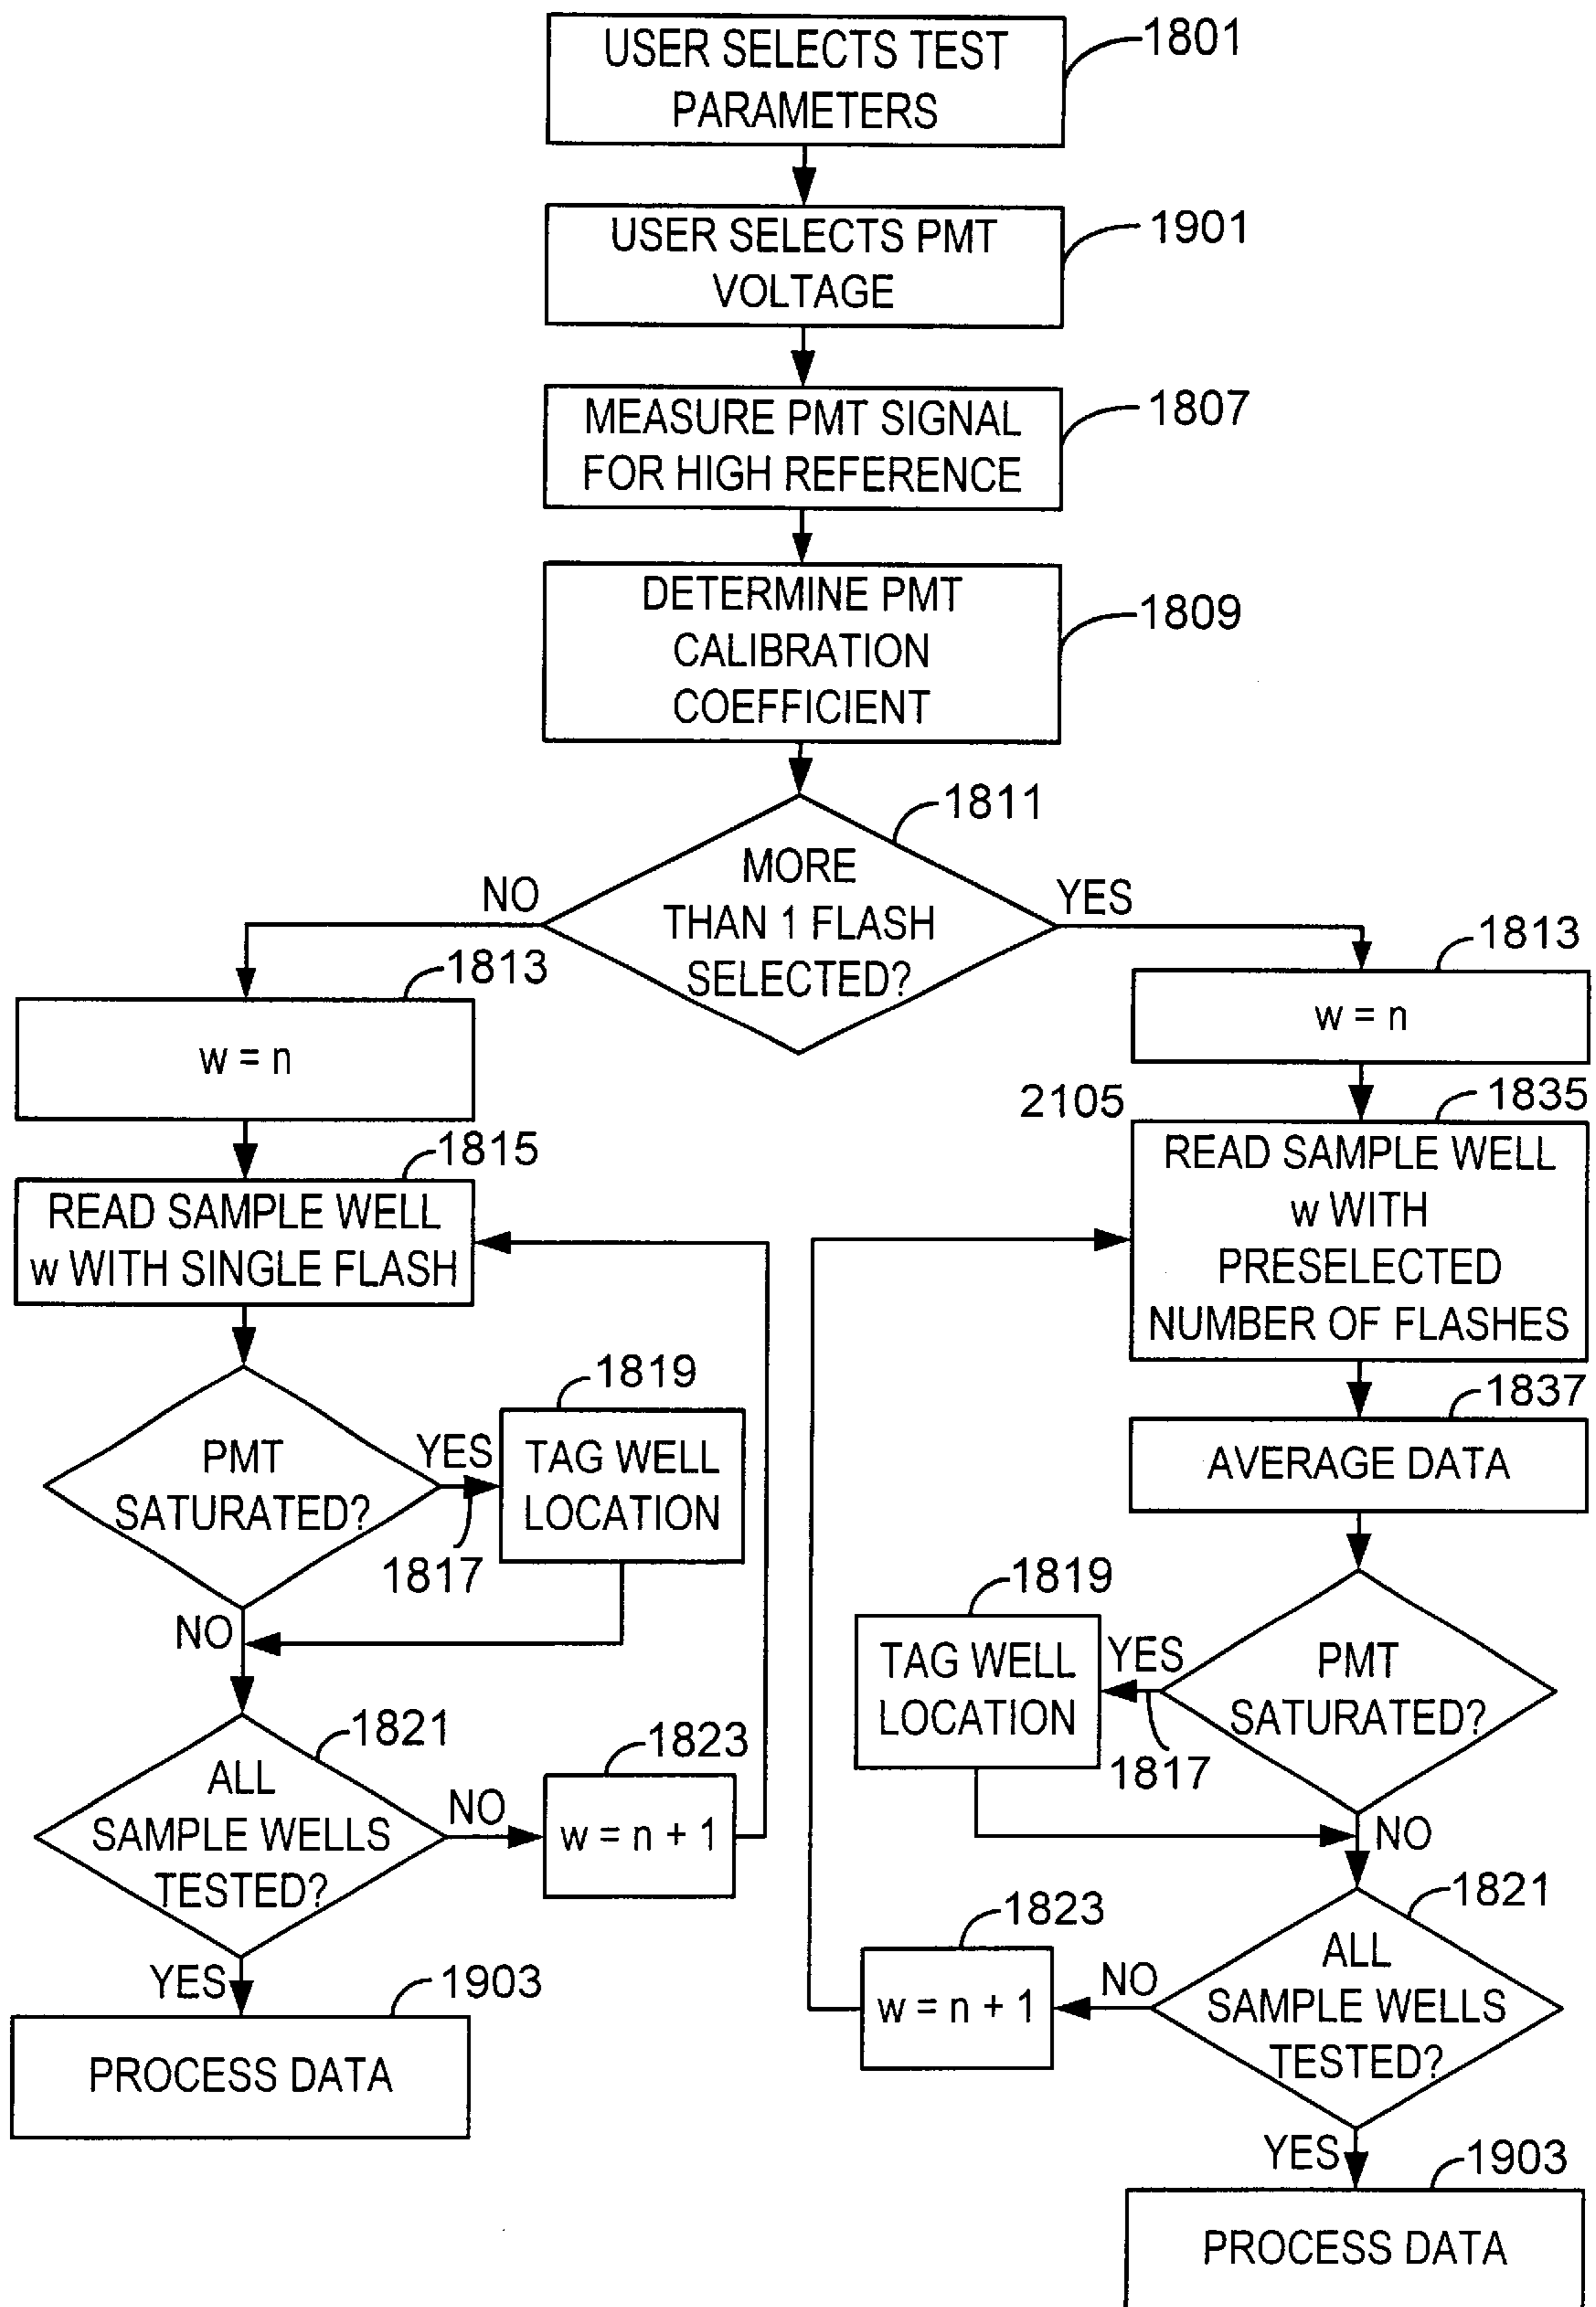 USER SELECTS TEST
PARAMETERS
1801
USER SELECTS PMT
VOLTAGE
1901
MEASURE PMT SIGNAL
FOR HIGH REFERENCE
1807
DETERMINE PMT
CALIBRATION
COEFFICIENT
1809
1811
MORE
THAN 1 FLASH
SELECTED?
NO
YES
1813
w = n
1815
READ SAMPLE WELL
w WITH SINGLE FLASH
PMT
SATURATED?
YES
1817
1819
TAG WELL
LOCATION
NO
1821
ALL
SAMPLE WELLS
TESTED?
NO
1823
w = n + 1
YES
1903
PROCESS DATA
1813
w = n
2105
1835
READ SAMPLE WELL
w WITH
PRESELECTED
NUMBER OF FLASHES
1837
AVERAGE DATA
PMT
SATURATED?
YES
1817
1819
TAG WELL
LOCATION
NO
1821
ALL
SAMPLE WELLS
TESTED?
NO
1823
w = n + 1
YES
1903
PROCESS DATA